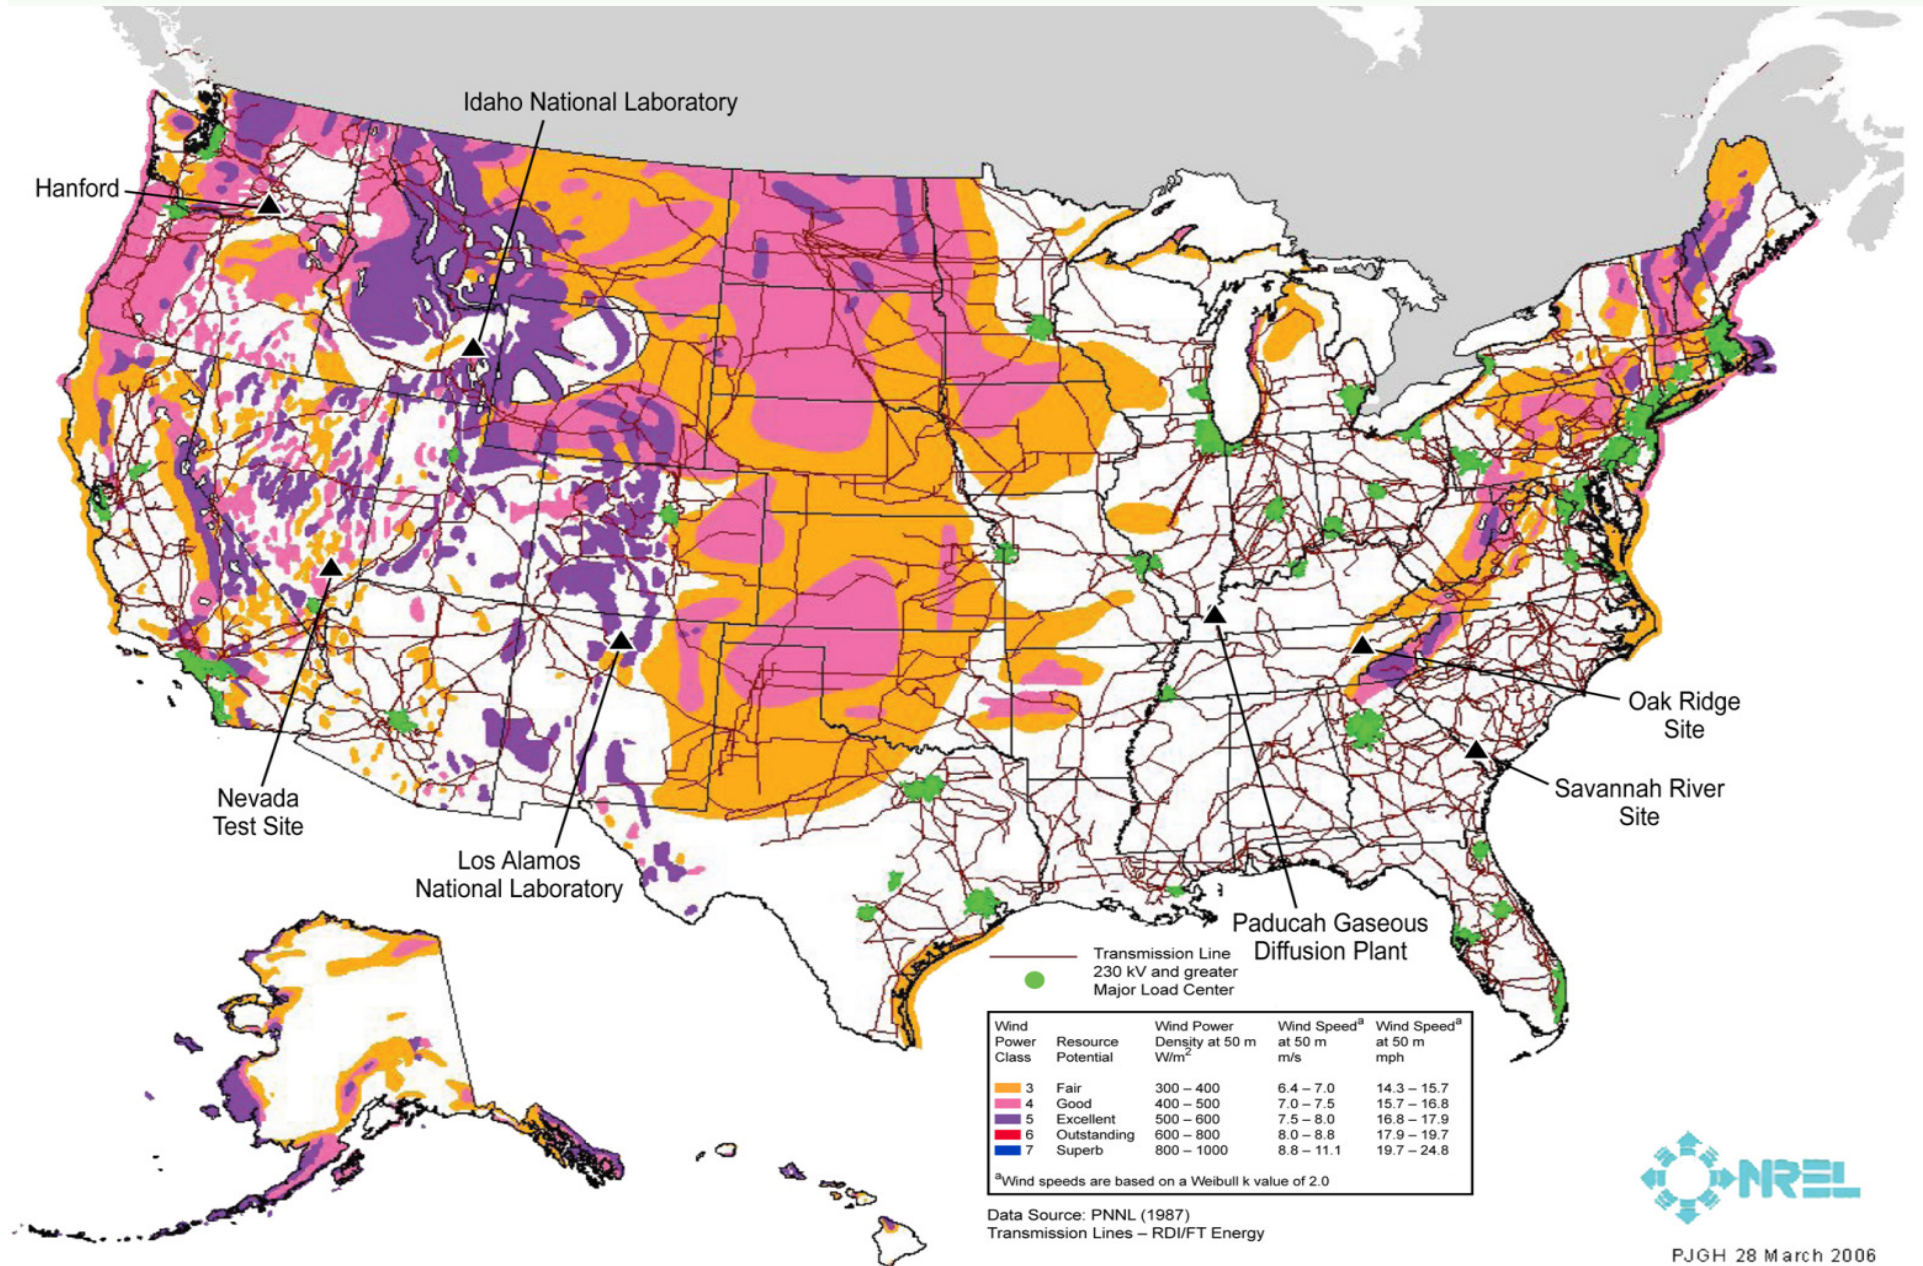 Idaho National Laboratory
Hanford
Nevada
Test Site
Los Alamos
National Laboratory
Oak Ridge
Site
Savannah River
Site
Paducah Gaseous
Diffusion Plant
Transmission Line
230 kV and greater
Major Load Center
Wind Power Class Resource Potential Wind Power Density at 50 m W/m² Wind Speedᵃ at 50 m m/s Wind Speedᵃ at 50 m mph
3 Fair 300 – 400 6.4 – 7.0 14.3 – 15.7
4 Good 400 – 500 7.0 – 7.5 15.7 – 16.8
5 Excellent 500 – 600 7.5 – 8.0 16.8 – 17.9
6 Outstanding 600 – 800 8.0 – 8.8 17.9 – 19.7
7 Superb 800 – 1000 8.8 – 11.1 19.7 – 24.8
ᵃWind speeds are based on a Weibull k value of 2.0
Data Source: PNNL (1987)
Transmission Lines – RDI/FT Energy
NREL
PJGH 28 March 2006